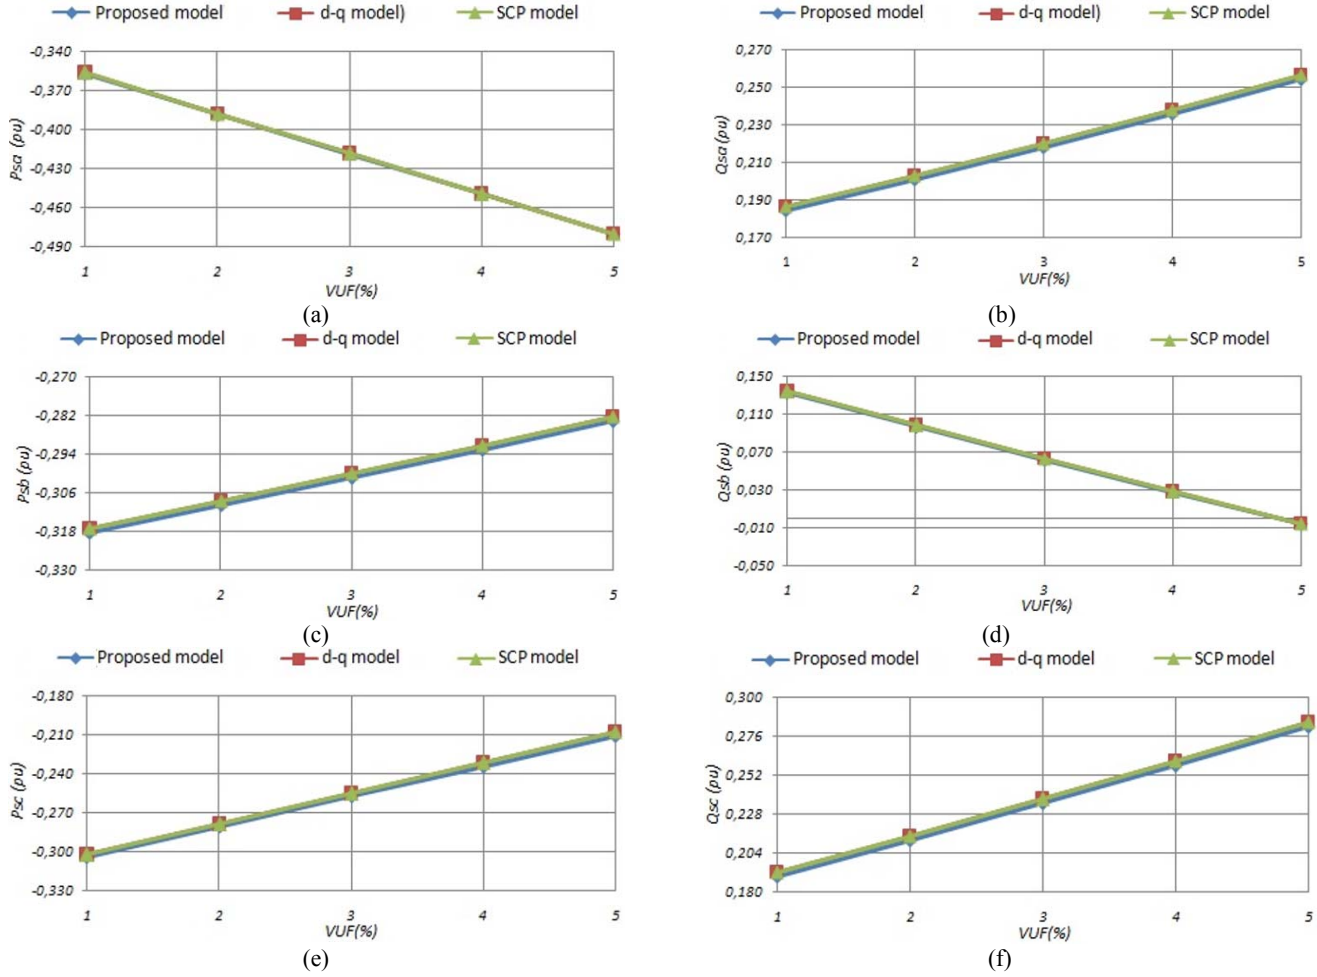 Proposed model d-q model) SCP model
-0,340
-0,370
-0,400
-0,430
-0,460
-0,490
Psa (pu)
1 2 3 4 5
VUF(%)
(a)
Proposed model d-q model) SCP model
0,270
0,250
0,230
0,210
0,190
0,170
Qsa (pu)
1 2 3 4 5
VUF(%)
(b)
Proposed model d-q model SCP model
-0,270
-0,282
-0,294
-0,306
-0,318
-0,330
Psb (pu)
1 2 3 4 5
VUF(%)
(c)
Proposed model d-q model SCP model
0,150
0,110
0,070
0,030
-0,010
-0,050
Qsb (pu)
1 2 3 4 5
VUF(%)
(d)
Proposed model d-q model SCP model
-0,180
-0,210
-0,240
-0,270
-0,300
-0,330
Psc (pu)
1 2 3 4 5
VUF(%)
(e)
Proposed model d-q model SCP model
0,300
0,276
0,252
0,228
0,204
0,180
Qsc (pu)
1 2 3 4 5
VUF(%)
(f)